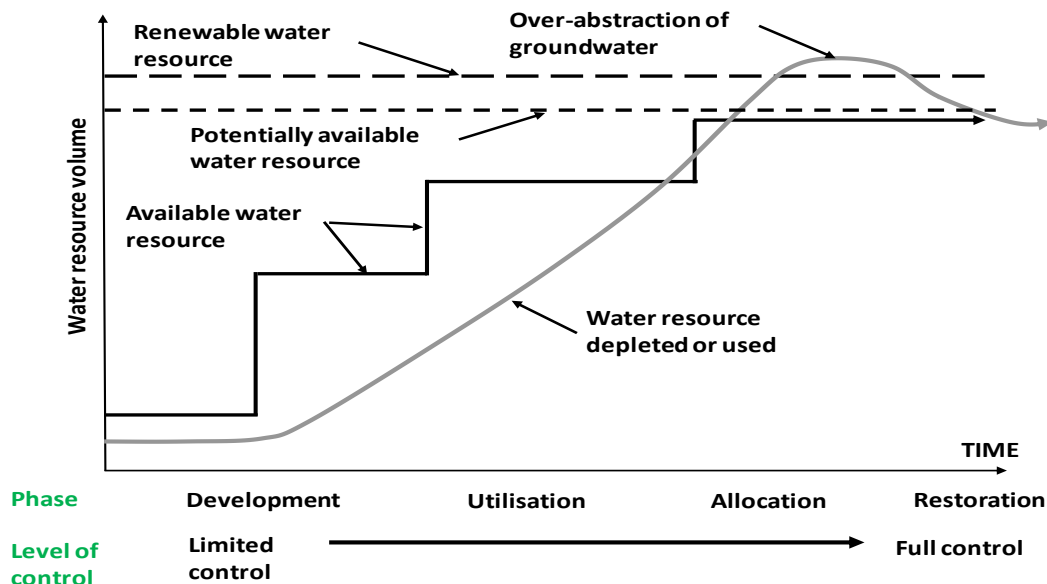 Over-abstraction of
groundwater
Renewable water
resource
Potentially available
water resource
Available water
resource
Water resource
depleted or used
Water resource volume
TIME
Phase
Development
Utilisation
Allocation
Restoration
Level of
control
Limited
control
Full control